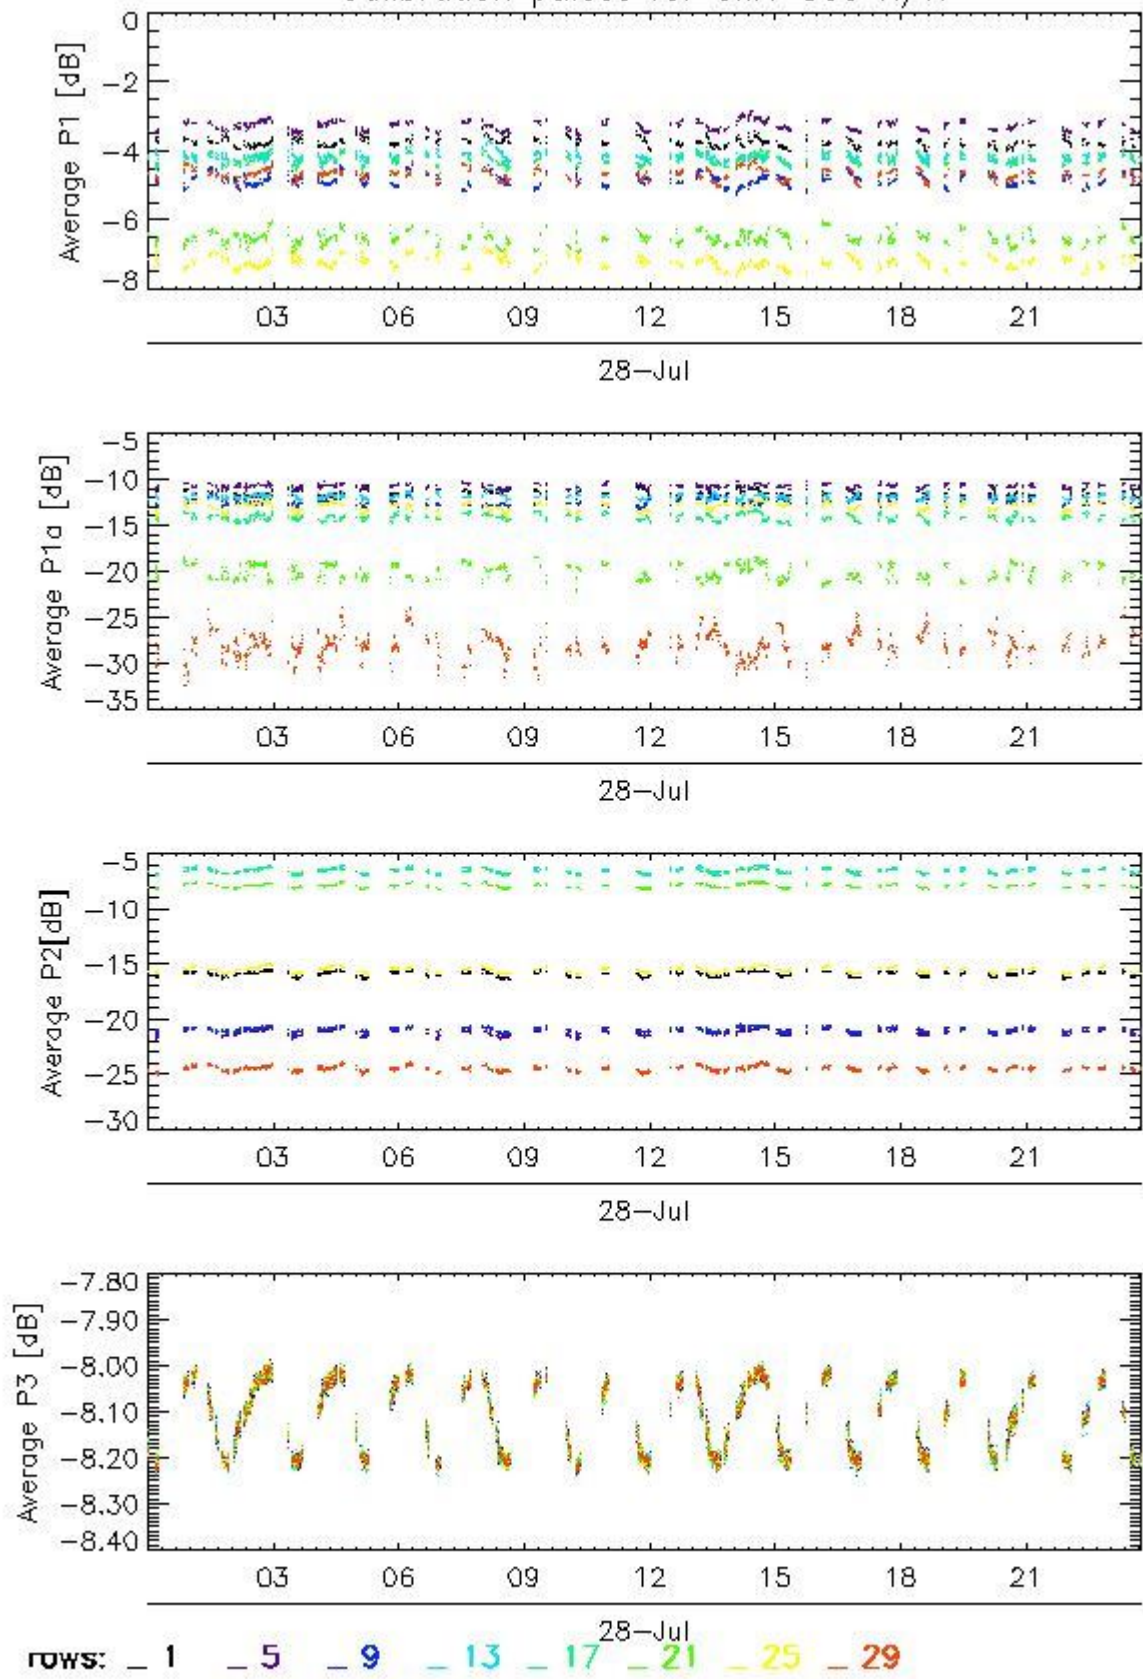 Average P1 [dB]
0
−2
−4
−6
−8
03 06 09 12 15 18 21
28−Jul
Average P1a [dB]
−5
−10
−15
−20
−25
−30
−35
03 06 09 12 15 18 21
28−Jul
Average P2[dB]
−5
−10
−15
−20
−25
−30
03 06 09 12 15 18 21
28−Jul
Average P3 [dB]
−7.80
−7.90
−8.00
−8.10
−8.20
−8.30
−8.40
03 06 09 12 15 18 21
28−Jul
rows: _ 1 _ 5 _ 9 _ 13 _ 17 _ 21 _ 25 _ 29